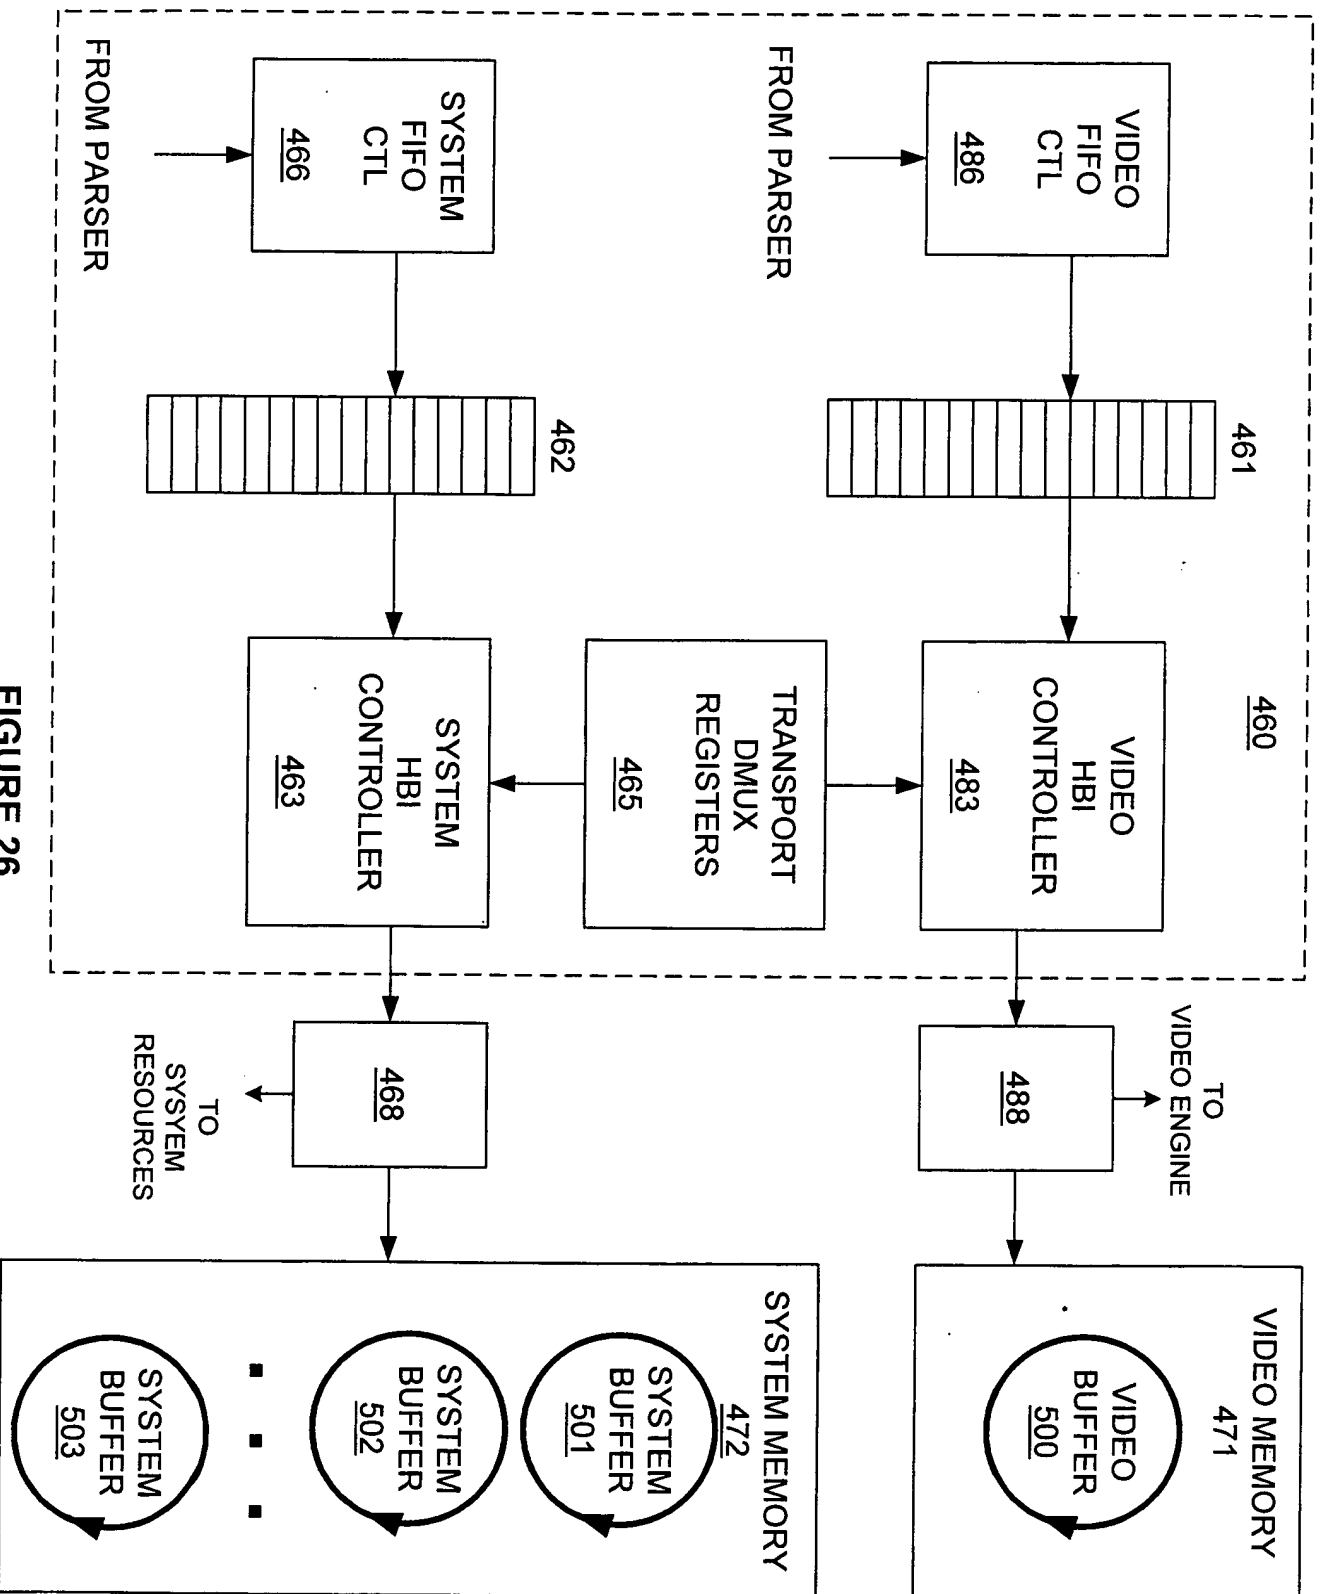 460
VIDEO
FIFO
CTL
486
FROM PARSER
461
VIDEO
HBI
CONTROLLER
483
TO
VIDEO ENGINE
488
VIDEO MEMORY
471
VIDEO
BUFFER
500
TRANSPORT
DMUX
REGISTERS
465
SYSTEM
FIFO
CTL
466
FROM PARSER
462
SYSTEM
HBI
CONTROLLER
463
468
TO
SYSYEM
RESOURCES
SYSTEM MEMORY
472
SYSTEM
BUFFER
501
SYSTEM
BUFFER
502
SYSTEM
BUFFER
503
FIGURE 26